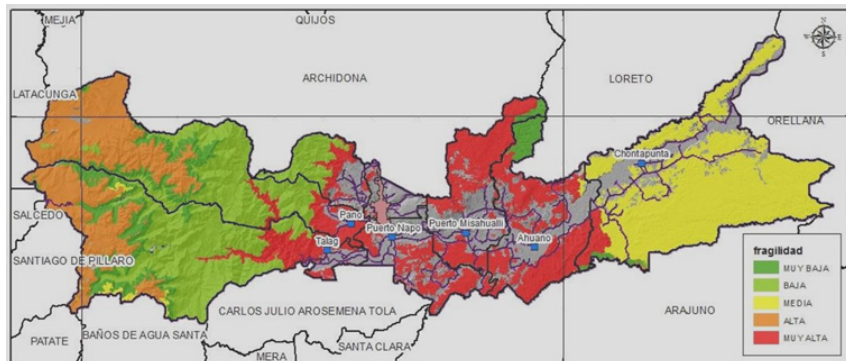 MEJIA
QUIJOS
ARCHIDONA
LORETO
LATACUNGA
ORELLANA
Chontapunta
SALCEDO
Pano
Puerto Napo
Puerto Misahualli
Talag
Ahuano
SANTIAGO DE PILLARO
CARLOS JULIO AROSEMENA TOLA
ARAJUNO
PATATE
BAÑOS DE AGUA SANTA
SANTA CLARA
MERA
fragilidad
MUY BAJA
BAJA
MEDIA
ALTA
MUY ALTA